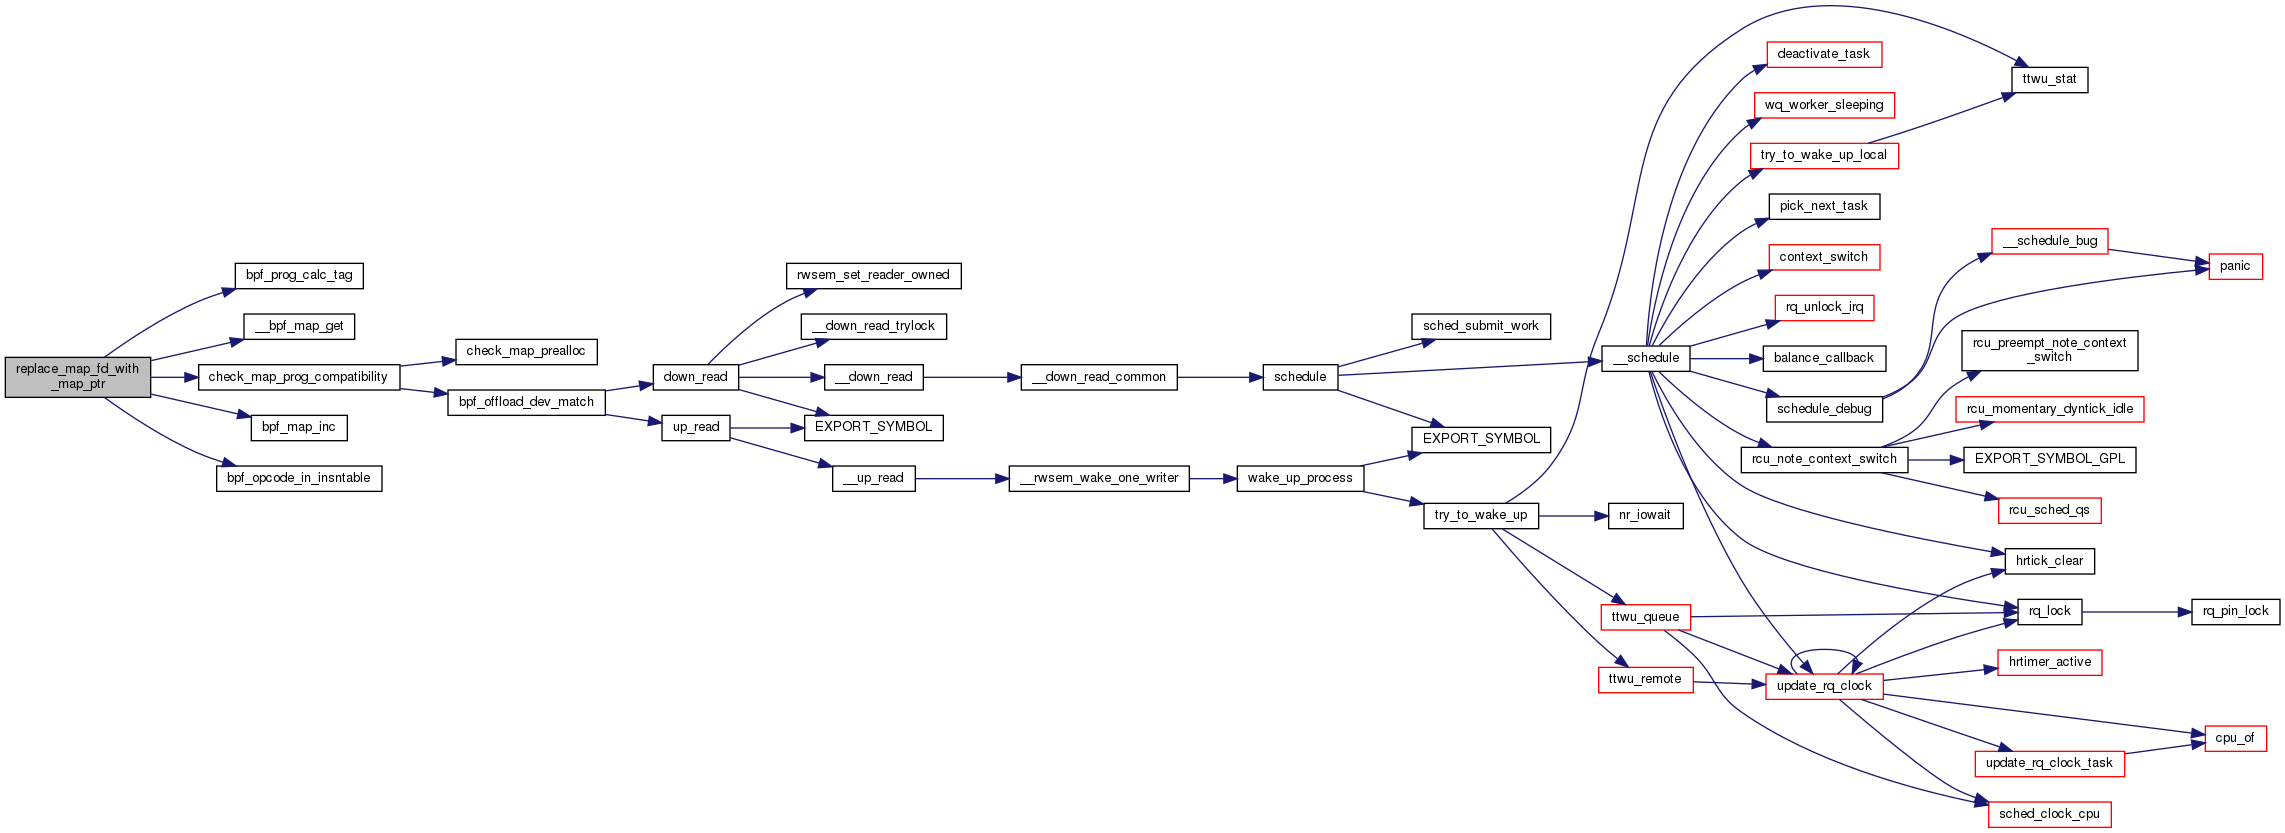 replace_map_fd_with
_map_ptr
bpf_prog_calc_tag
__bpf_map_get
check_map_prog_compatibility
bpf_map_inc
bpf_opcode_in_insntable
check_map_prealloc
bpf_offload_dev_match
down_read
up_read
rwsem_set_reader_owned
__down_read_trylock
__down_read
EXPORT_SYMBOL
__up_read
__down_read_common
__rwsem_wake_one_writer
schedule
wake_up_process
sched_submit_work
EXPORT_SYMBOL
try_to_wake_up
__schedule
nr_iowait
ttwu_queue
ttwu_remote
deactivate_task
wq_worker_sleeping
try_to_wake_up_local
pick_next_task
context_switch
rq_unlock_irq
balance_callback
schedule_debug
rcu_note_context_switch
update_rq_clock
ttwu_stat
__schedule_bug
rcu_preempt_note_context
_switch
rcu_momentary_dyntick_idle
EXPORT_SYMBOL_GPL
rcu_sched_qs
hrtick_clear
rq_lock
hrtimer_active
update_rq_clock_task
sched_clock_cpu
panic
rq_pin_lock
cpu_of